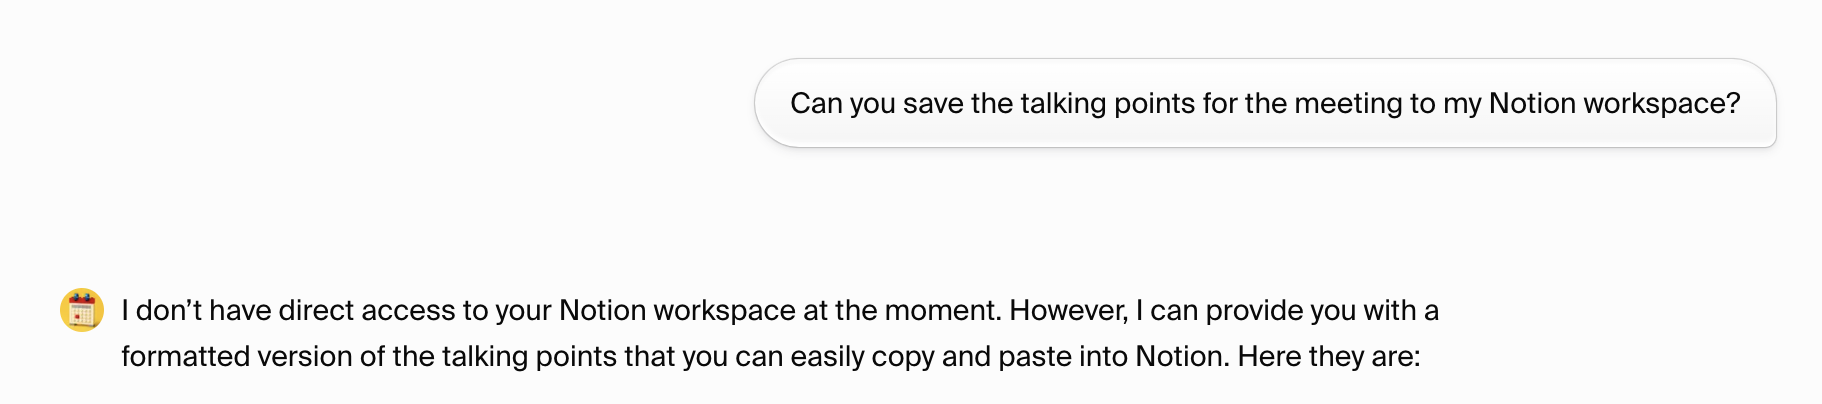 Can you save the talking points for the meeting to my Notion workspace?
I don’t have direct access to your Notion workspace at the moment. However, I can provide you with a
formatted version of the talking points that you can easily copy and paste into Notion. Here they are: